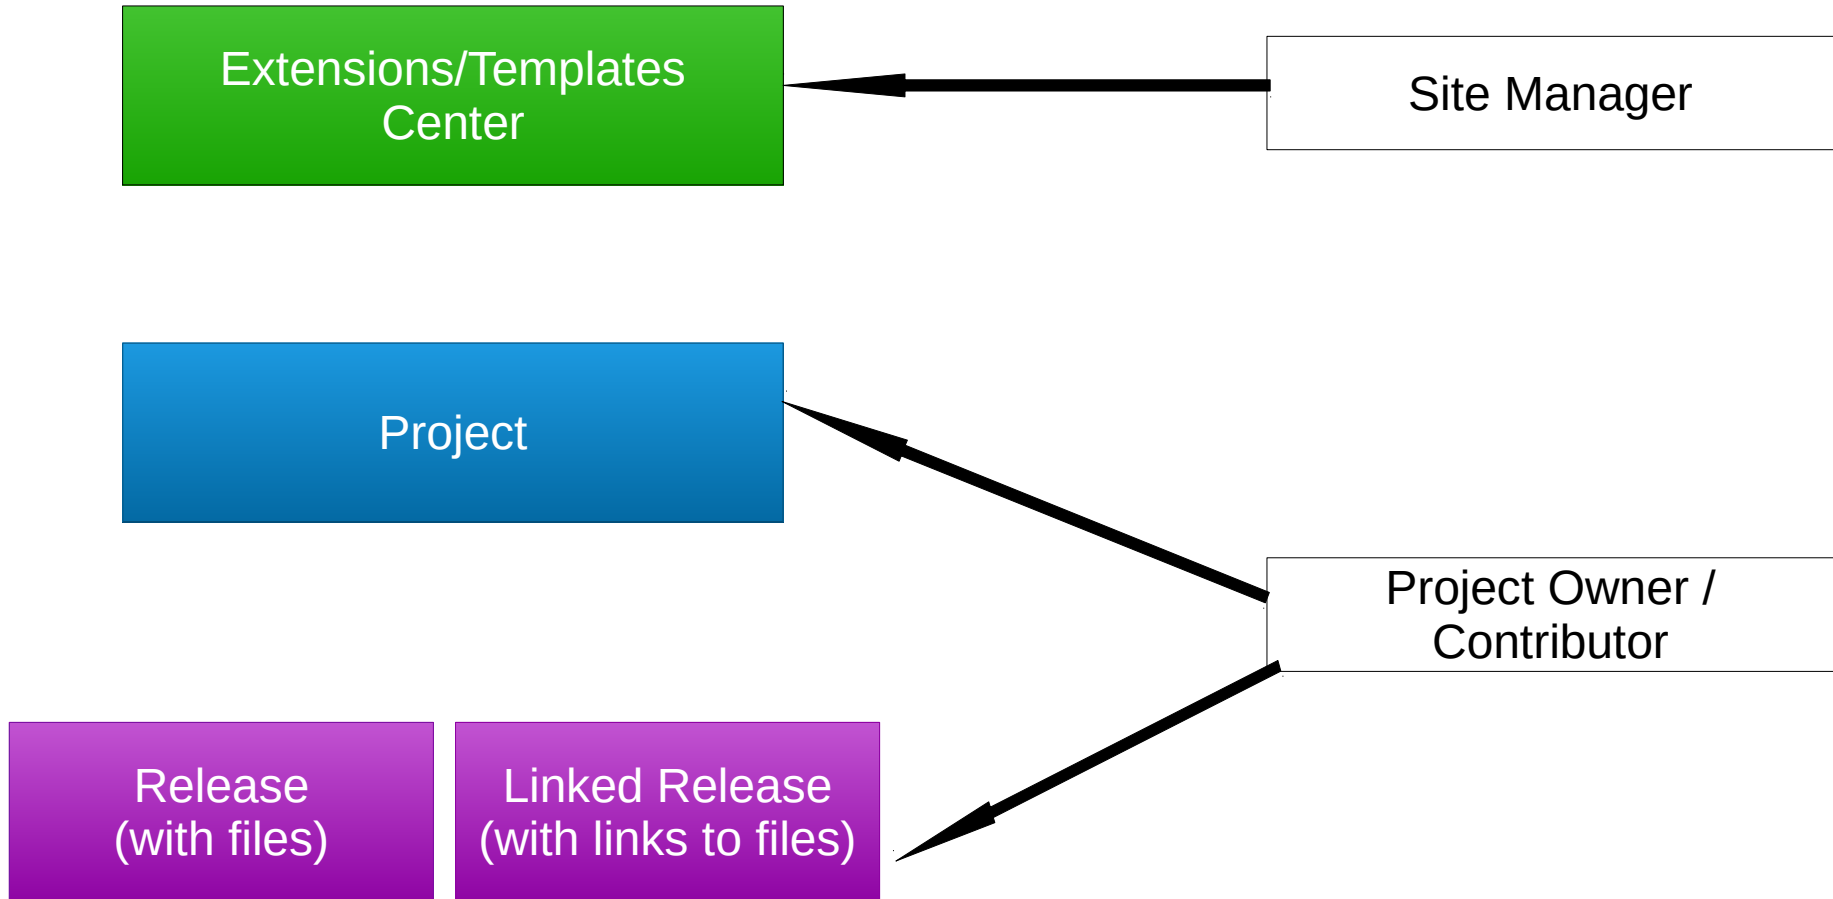 Extensions/Templates
Center
Site Manager
Project
Project Owner /
Contributor
Release
(with files)
Linked Release
(with links to files)